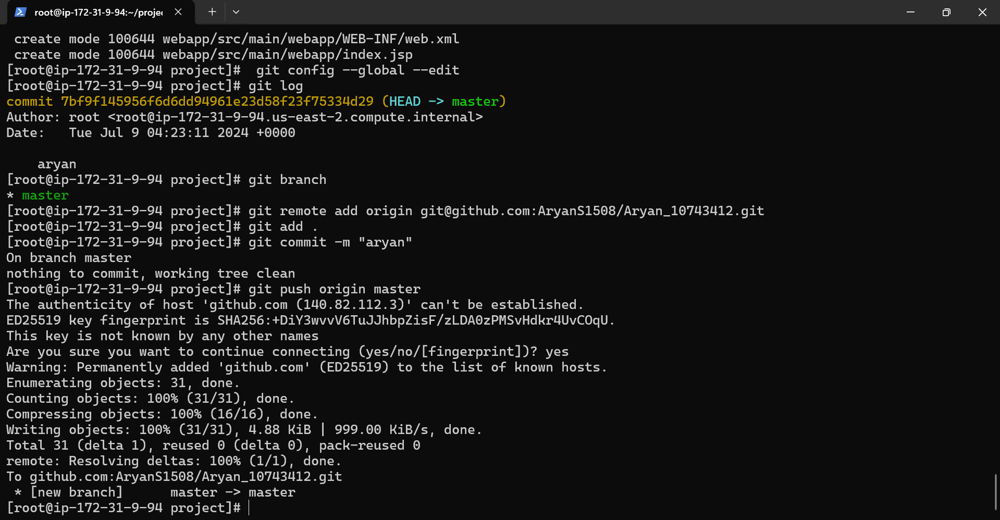 root@ip-172-31-9-94:~/projec
create mode 100644 webapp/src/main/webapp/WEB-INF/web.xml
create mode 100644 webapp/src/main/webapp/index.jsp
[root@ip-172-31-9-94 project]#  git config --global --edit
[root@ip-172-31-9-94 project]# git log
commit 7bf9f145956f6d6dd94961e23d58f23f75334d29 (HEAD -> master)
Author: root <root@ip-172-31-9-94.us-east-2.compute.internal>
Date:   Tue Jul 9 04:23:11 2024 +0000
    aryan
[root@ip-172-31-9-94 project]# git branch
* master
[root@ip-172-31-9-94 project]# git remote add origin git@github.com:AryanS1508/Aryan_10743412.git
[root@ip-172-31-9-94 project]# git add .
[root@ip-172-31-9-94 project]# git commit -m "aryan"
On branch master
nothing to commit, working tree clean
[root@ip-172-31-9-94 project]# git push origin master
The authenticity of host 'github.com (140.82.112.3)' can't be established.
ED25519 key fingerprint is SHA256:+DiY3wvvV6TuJJhbpZisF/zLDA0zPMSvHdkr4UvCOqU.
This key is not known by any other names
Are you sure you want to continue connecting (yes/no/[fingerprint])? yes
Warning: Permanently added 'github.com' (ED25519) to the list of known hosts.
Enumerating objects: 31, done.
Counting objects: 100% (31/31), done.
Compressing objects: 100% (16/16), done.
Writing objects: 100% (31/31), 4.88 KiB | 999.00 KiB/s, done.
Total 31 (delta 1), reused 0 (delta 0), pack-reused 0
remote: Resolving deltas: 100% (1/1), done.
To github.com:AryanS1508/Aryan_10743412.git
 * [new branch]      master -> master
[root@ip-172-31-9-94 project]#